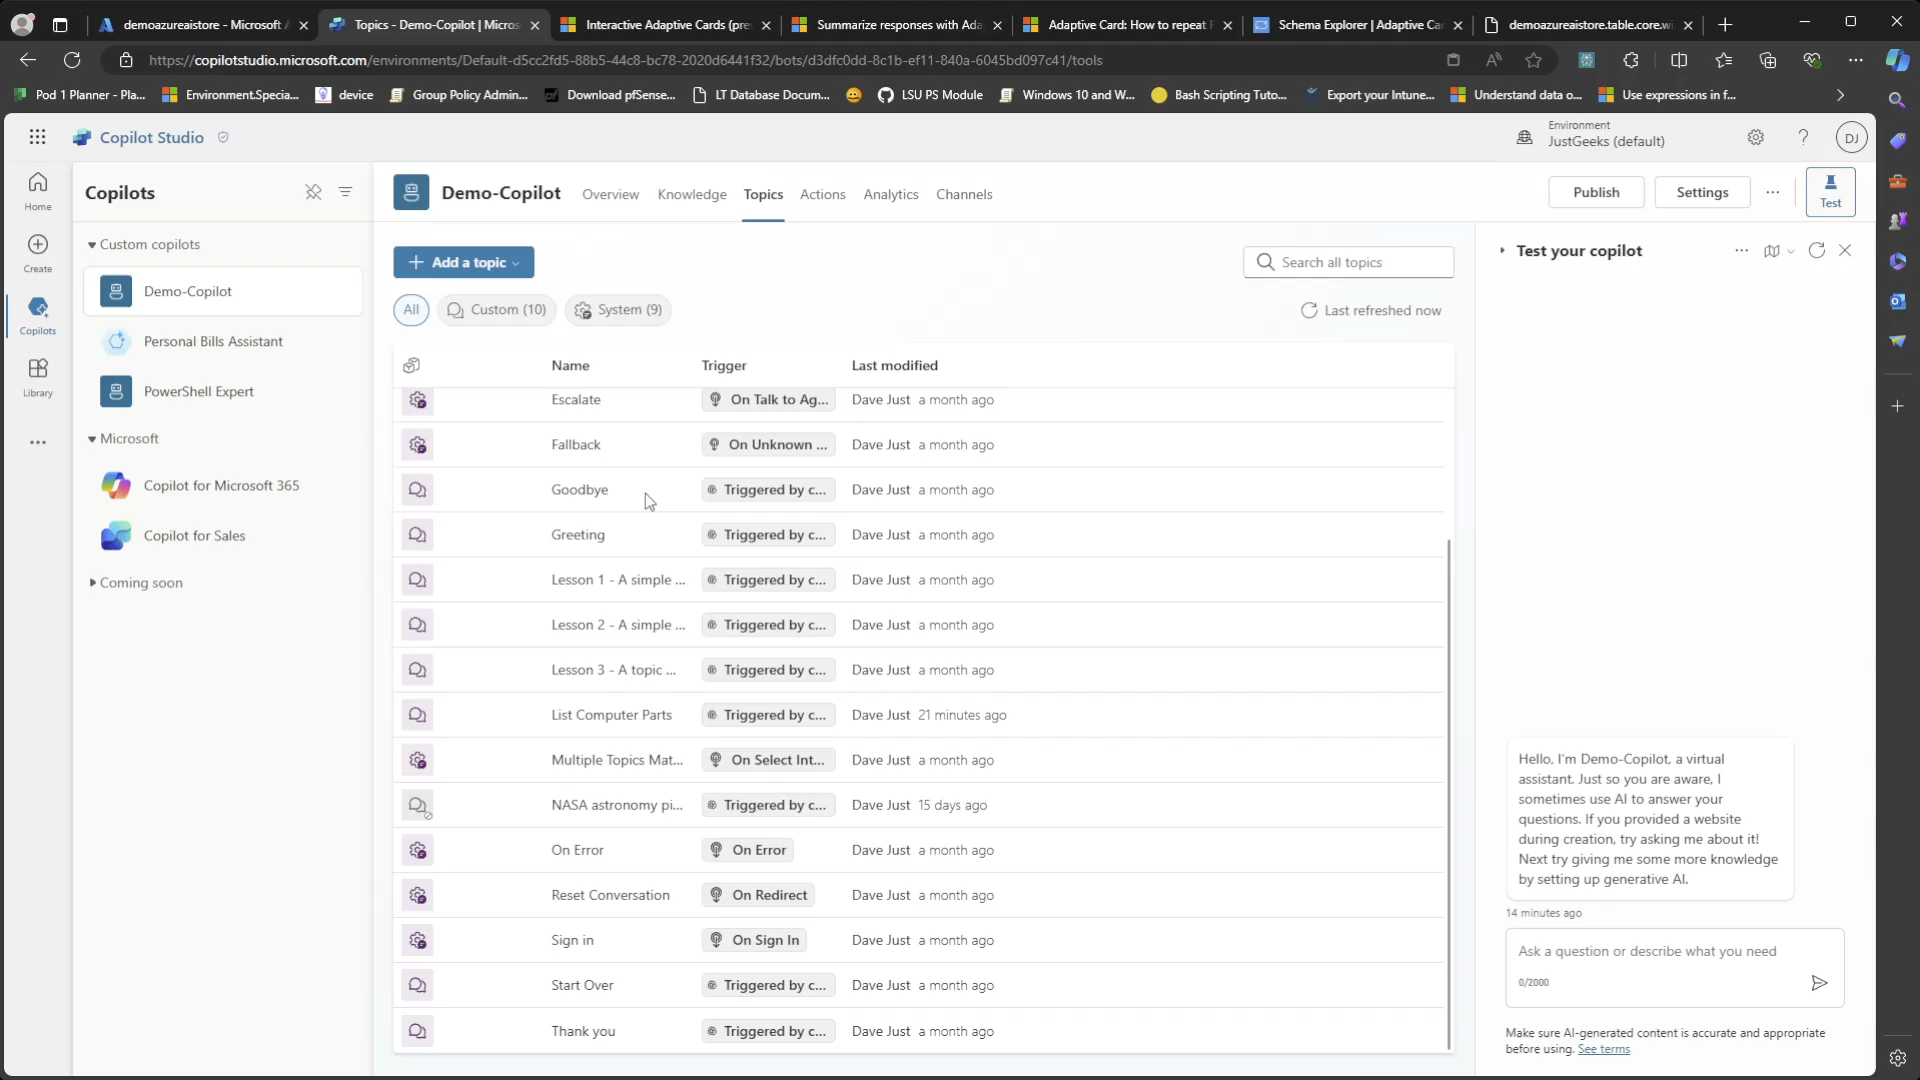 demoazureaistore - Microsoft A
Topics - Demo-Copilot | Micros
Interactive Adaptive Cards (pre
Summarize responses with Ada
Adaptive Card: How to repeat F
Schema Explorer | Adaptive Ca
demoazureaistore.table.core.wi
https://copilotstudio.microsoft.com/environments/Default-d5cc2fd5-88b5-44c8-bc78-2020d6441f32/bots/d3dfc0dd-8c1b-ef11-840a-6045bd097c41/tools
Pod 1 Planner - Pla...
Environment.Specia...
device
Group Policy Admin...
Download pfSense...
LT Database Docum...
LSU PS Module
Windows 10 and W...
Bash Scripting Tuto...
Export your Intune...
Understand data o...
Use expressions in f...
Copilot Studio
Environment
JustGeeks (default)
DJ
Home
Create
Copilots
Library
Copilots
Custom copilots
Demo-Copilot
Personal Bills Assistant
PowerShell Expert
Microsoft
Copilot for Microsoft 365
Copilot for Sales
Coming soon
Demo-Copilot
Overview
Knowledge
Topics
Actions
Analytics
Channels
Publish
Settings
Test
Add a topic
Search all topics
All
Custom (10)
System (9)
Last refreshed now
Name Trigger Last modified
Escalate On Talk to Ag... Dave Just a month ago
Fallback On Unknown ... Dave Just a month ago
Goodbye Triggered by c... Dave Just a month ago
Greeting Triggered by c... Dave Just a month ago
Lesson 1 - A simple ... Triggered by c... Dave Just a month ago
Lesson 2 - A simple ... Triggered by c... Dave Just a month ago
Lesson 3 - A topic ... Triggered by c... Dave Just a month ago
List Computer Parts Triggered by c... Dave Just 21 minutes ago
Multiple Topics Mat... On Select Int... Dave Just a month ago
NASA astronomy pi... Triggered by c... Dave Just 15 days ago
On Error On Error Dave Just a month ago
Reset Conversation On Redirect Dave Just a month ago
Sign in On Sign In Dave Just a month ago
Start Over Triggered by c... Dave Just a month ago
Thank you Triggered by c... Dave Just a month ago
Test your copilot
Hello, I'm Demo-Copilot, a virtual
assistant. Just so you are aware, I
sometimes use AI to answer your
questions. If you provided a website
during creation, try asking me about it!
Next try giving me some more knowledge
by setting up generative AI.
14 minutes ago
Ask a question or describe what you need
0/2000
Make sure AI-generated content is accurate and appropriate
before using. See terms